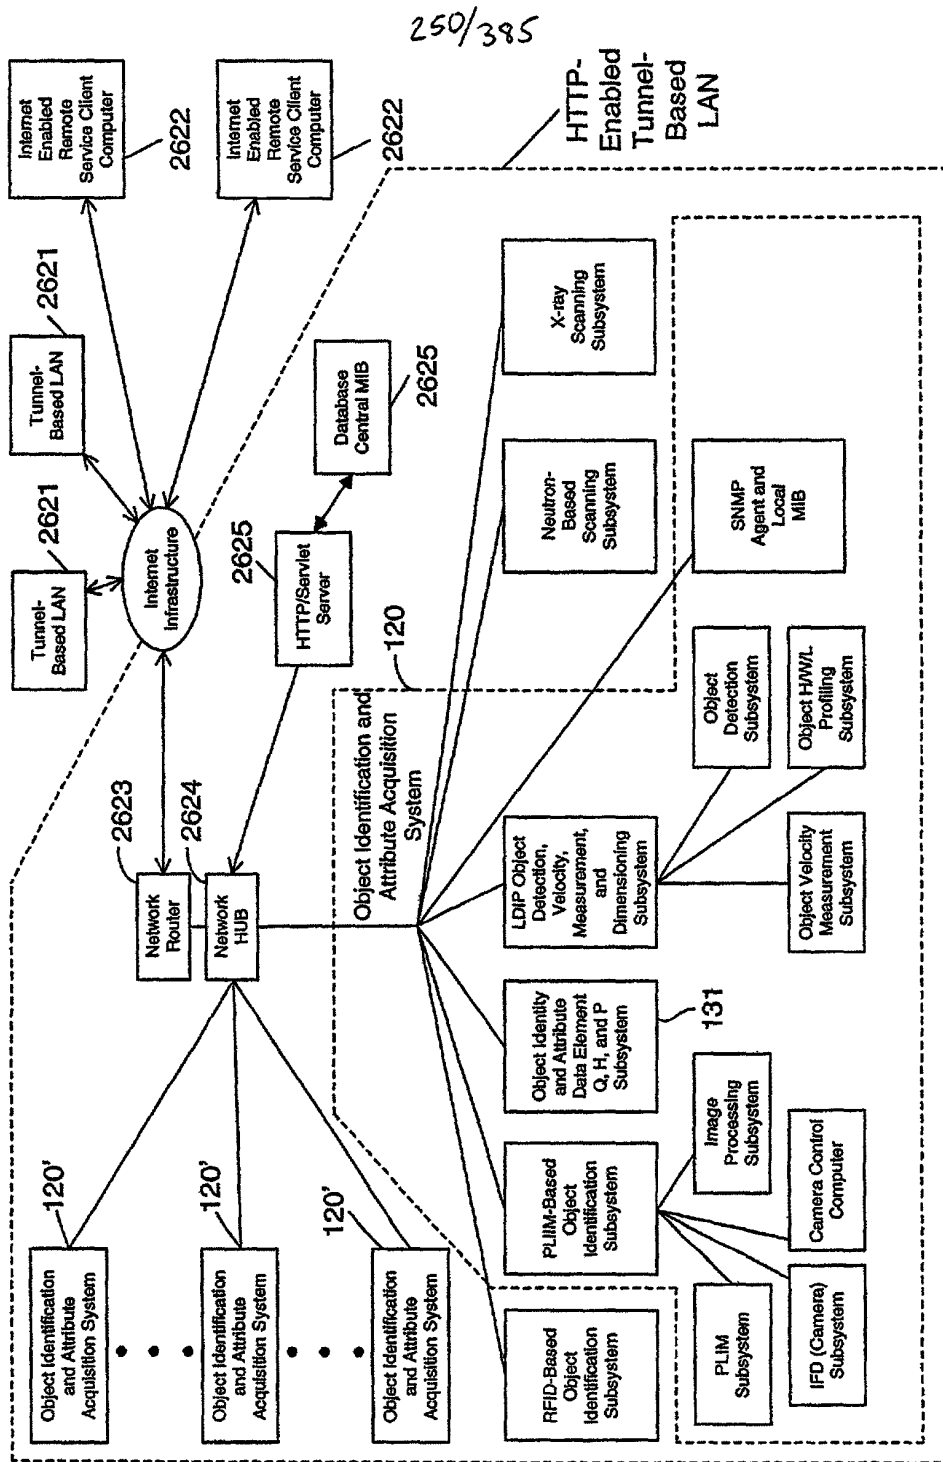 250/385
HTTP-
Enabled
Tunnel-
Based
LAN
Internet
Enabled
Remote
Service Client
Computer
2622
Internet
Enabled
Remote
Service Client
Computer
2622
Tunnel-
Based LAN
2621
Tunnel-
Based LAN
2621
Internet
Infrastructure
Database
Central MIB
2625
HTTP/Servlet
Server
2625
Network
Router
2623
Network
HUB
2624
Object Identification
and Attribute
Acquisition System
120'
Object Identification
and Attribute
Acquisition System
120'
Object Identification
and Attribute
Acquisition System
120'
Object Identification and
Attribute Acquisition
System
120
RFID-Based Object
Identification
Subsystem
PLIIM-Based
Object
Identification
Subsystem
Object Identity
and Attribute
Data Element
Q, H, and P
Subsystem
131
LDIP Object
Detection,
Velocity,
Measurement,
and
Dimensioning
Subsystem
Neutron-
Based
Scanning
Subsystem
X-ray
Scanning
Subsystem
SNMP
Agent and
Local
MIB
PLIM
Subsystem
IFD (Camera)
Subsystem
Image
Processing
Subsystem
Camera Control
Computer
Object Velocity
Measurement
Subsystem
Object
Detection
Subsystem
Object H/W/L
Profiling
Subsystem